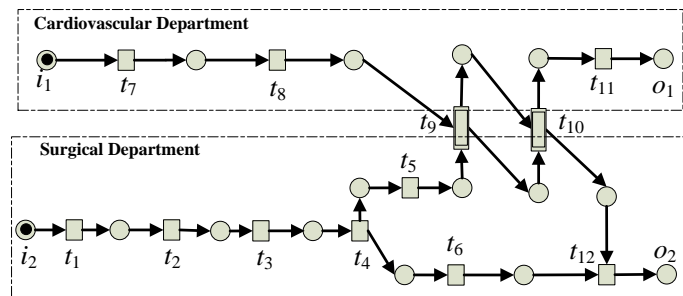 Cardiovascular Department
i1
t7
t8
t9
t10
t11
o1
Surgical Department
t5
i2
t1
t2
t3
t4
t6
t12
o2